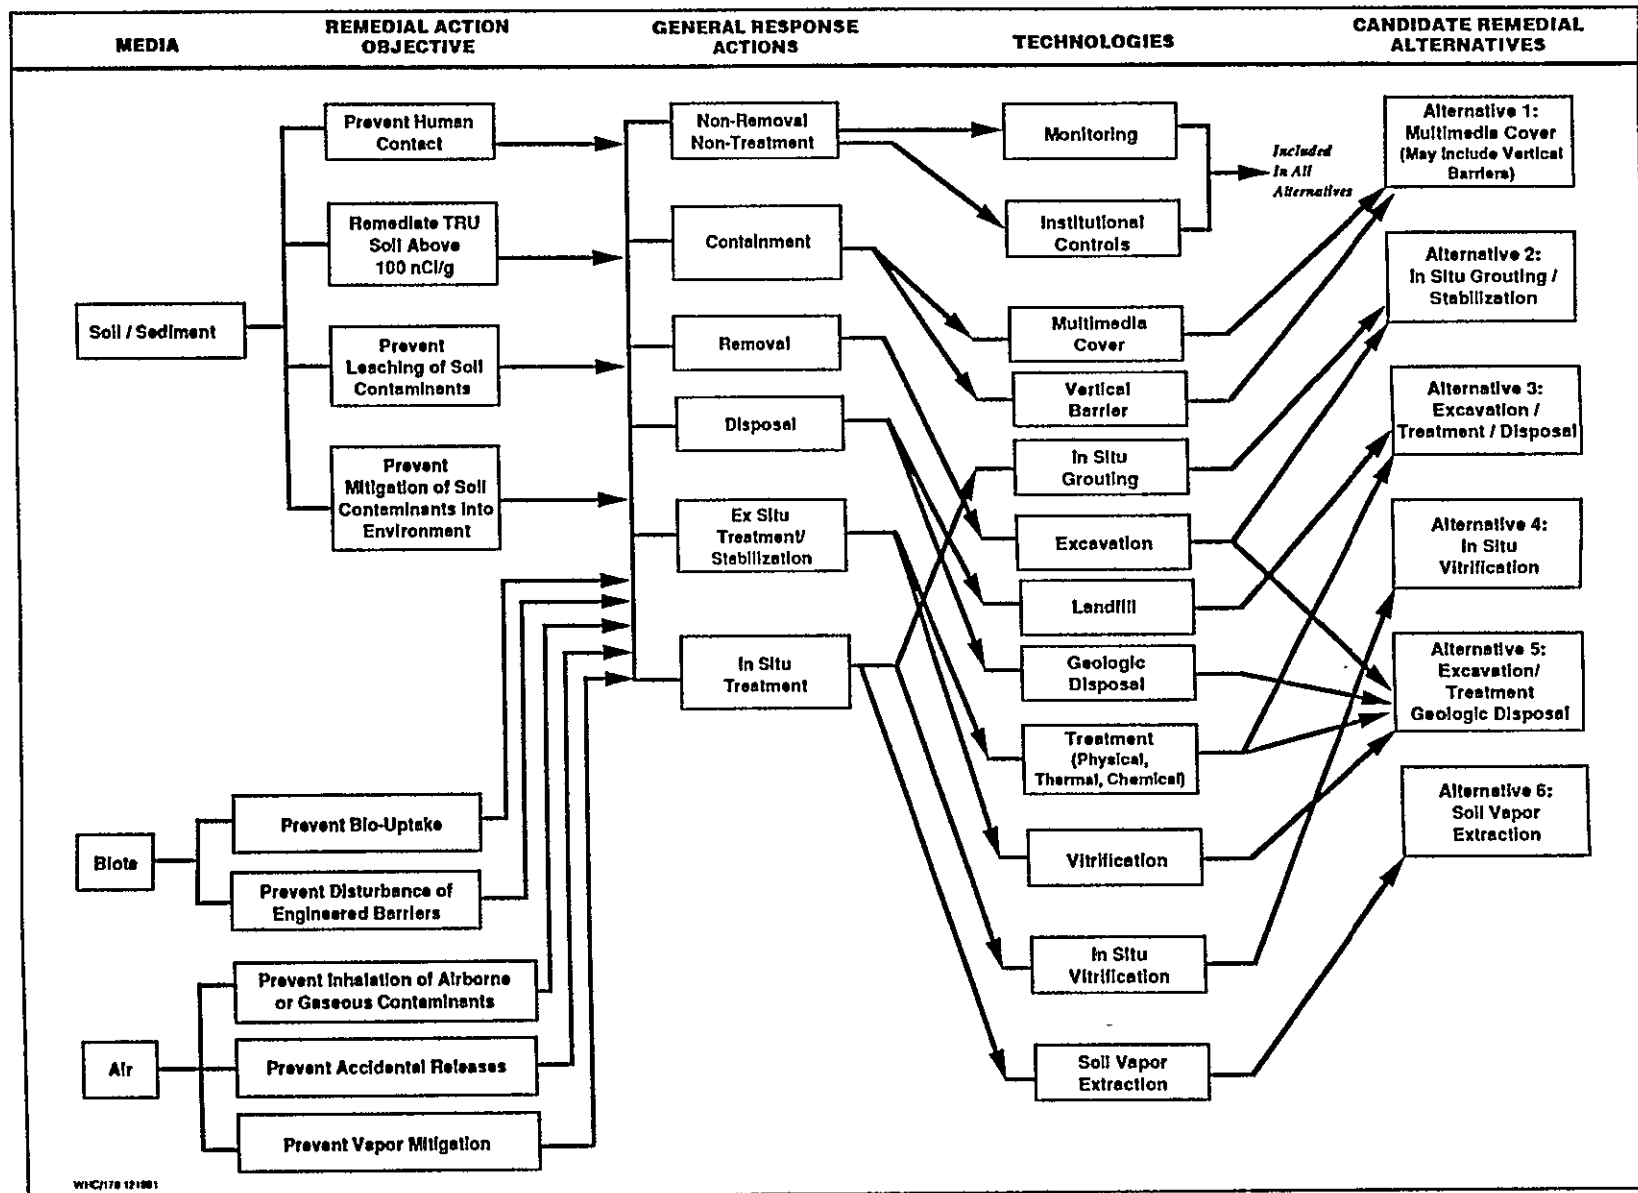 MEDIA
REMEDIAL ACTION
OBJECTIVE
GENERAL RESPONSE
ACTIONS
TECHNOLOGIES
CANDIDATE REMEDIAL
ALTERNATIVES
Soil / Sediment
Prevent Human
Contact
Remediate TRU
Soil Above
100 nCi/g
Prevent
Leaching of Soil
Contaminants
Prevent
Mitigation of Soil
Contaminants Into
Environment
Biota
Prevent Bio-Uptake
Prevent Disturbance of
Engineered Barriers
Air
Prevent Inhalation of Airborne
or Gaseous Contaminants
Prevent Accidental Releases
Prevent Vapor Mitigation
Non-Removal
Non-Treatment
Containment
Removal
Disposal
Ex Situ
Treatment/
Stabilization
In Situ
Treatment
Monitoring
Institutional
Controls
Included
In All
Alternatives
Multimedia
Cover
Vertical
Barrier
In Situ
Grouting
Excavation
Landfill
Geologic
Disposal
Treatment
(Physical,
Thermal, Chemical)
Vitrification
In Situ
Vitrification
Soil Vapor
Extraction
Alternative 1:
Multimedia Cover
(May Include Vertical
Barriers)
Alternative 2:
In Situ Grouting /
Stabilization
Alternative 3:
Excavation /
Treatment / Disposal
Alternative 4:
In Situ
Vitrification
Alternative 5:
Excavation/
Treatment
Geologic Disposal
Alternative 6:
Soil Vapor
Extraction